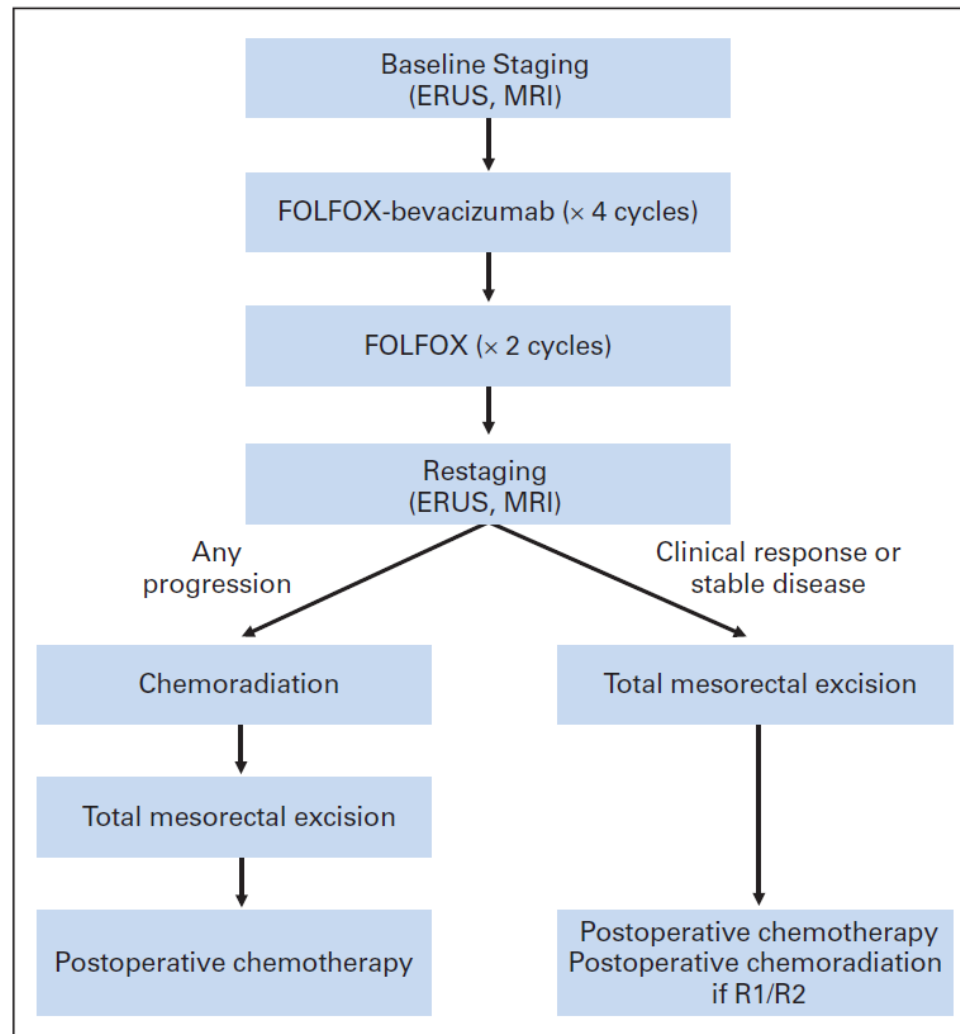 Baseline Staging
(ERUS, MRI)
FOLFOX-bevacizumab (× 4 cycles)
FOLFOX (× 2 cycles)
Restaging
(ERUS, MRI)
Any
progression
Clinical response or
stable disease
Chemoradiation
Total mesorectal excision
Total mesorectal excision
Postoperative chemotherapy
Postoperative chemotherapy
Postoperative chemoradiation
if R1/R2